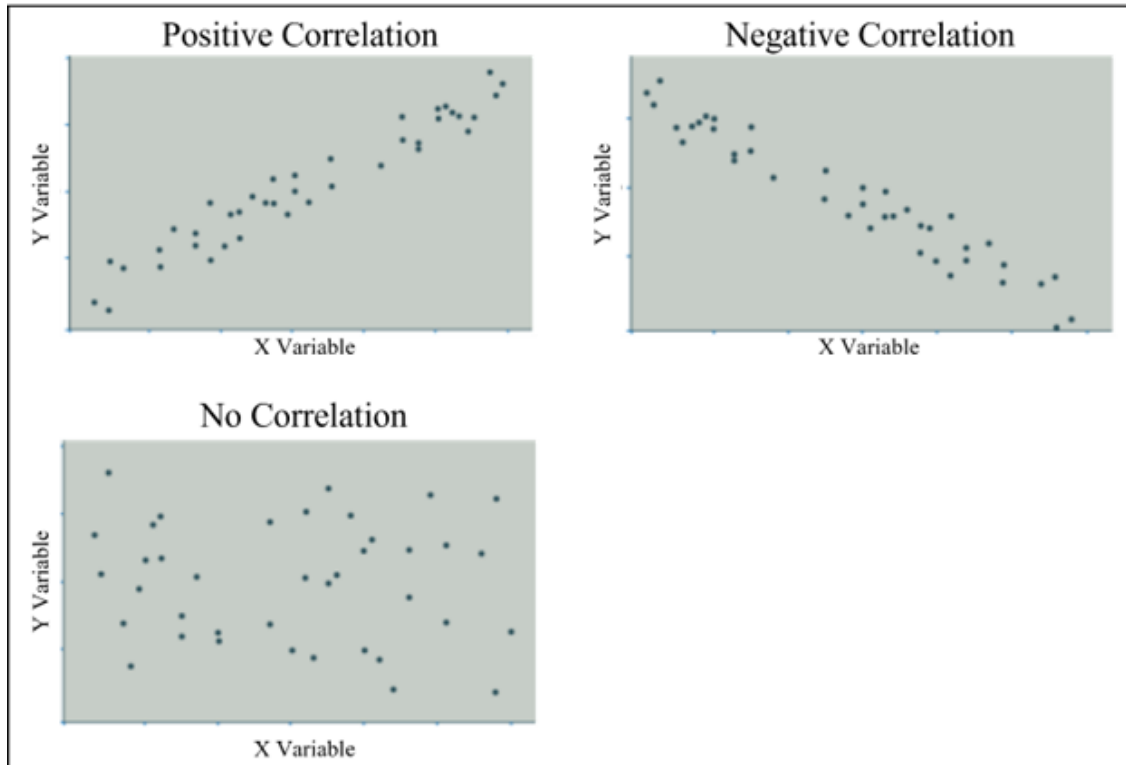 Positive Correlation
Y Variable
X Variable
Negative Correlation
Y Variable
X Variable
No Correlation
Y Variable
X Variable